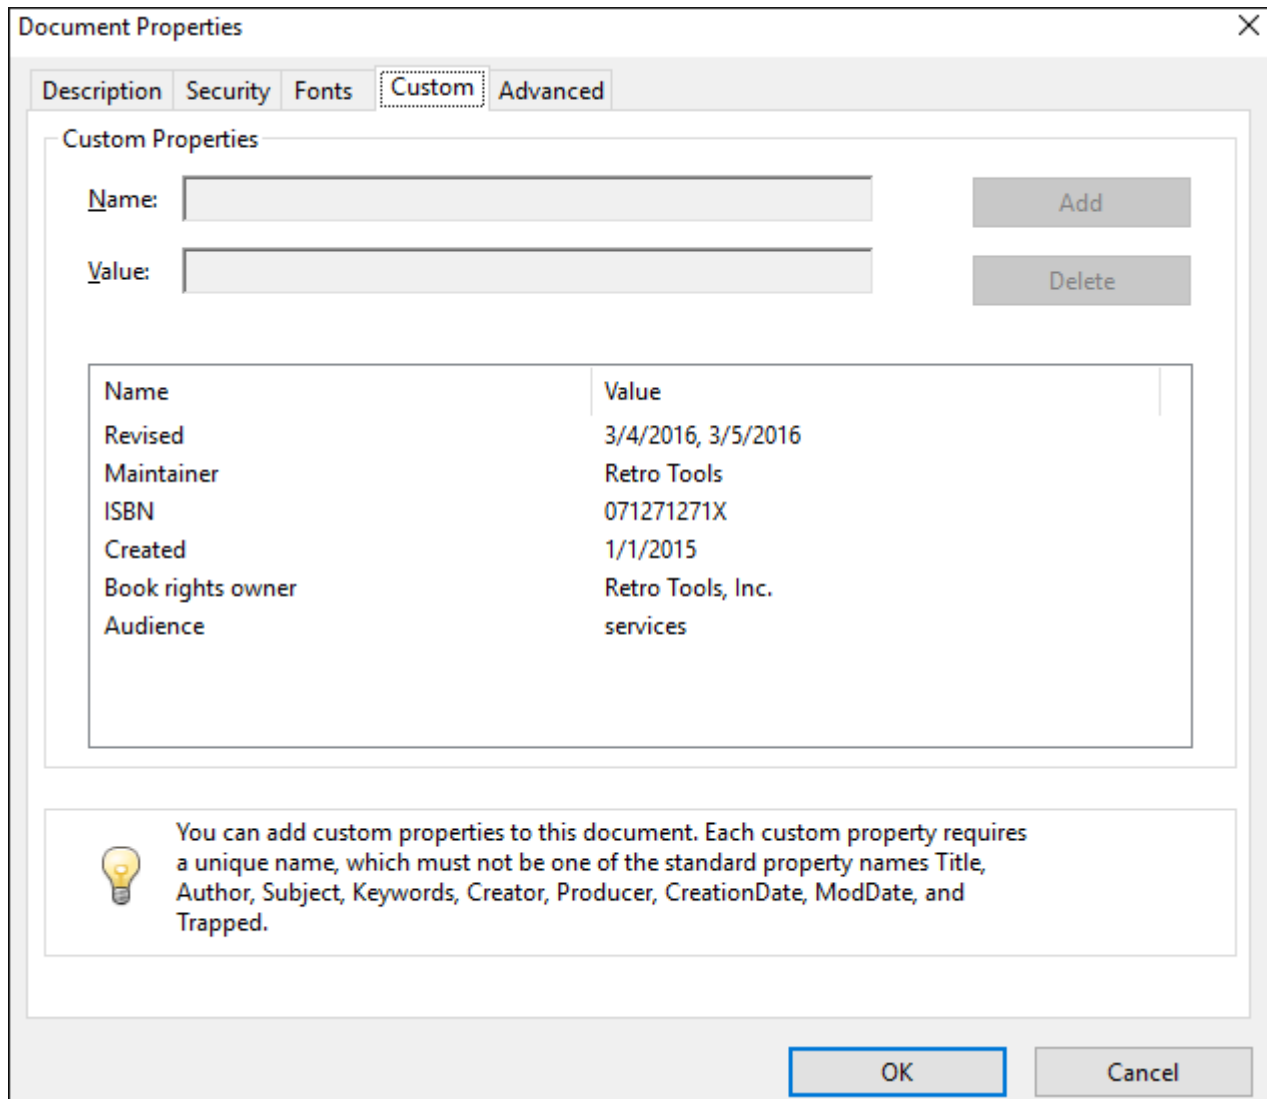 Document Properties
Description Security Fonts Custom Advanced
Custom Properties
Name: Add
Value: Delete
Name Value
Revised 3/4/2016, 3/5/2016
Maintainer Retro Tools
ISBN 071271271X
Created 1/1/2015
Book rights owner Retro Tools, Inc.
Audience services
You can add custom properties to this document. Each custom property requires
a unique name, which must not be one of the standard property names Title,
Author, Subject, Keywords, Creator, Producer, CreationDate, ModDate, and
Trapped.
OK Cancel